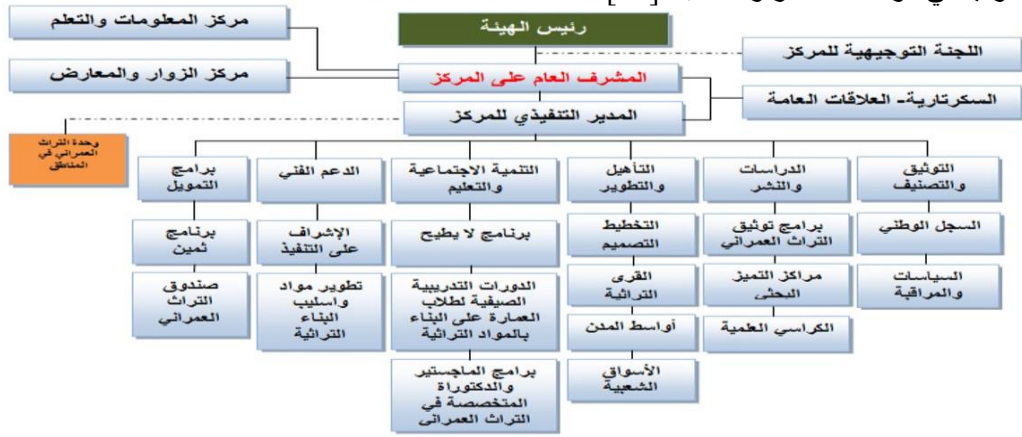 رئيس الهيئة
مركز المعلومات والتعلم
اللجنة التوجيهية للمركز
المشرف العام على المركز
مركز الزوار والمعارض
السكرتارية- العلاقات العامة
المدير التنفيذي للمركز
وحدة التراث
العمراني في
المناطق
التوثيق
والتصنيف
الدراسات
والنشر
التأهيل
والتطوير
التنمية الاجتماعية
والتعليم
الدعم الفني
برامج
التمويل
السجل الوطني
برامج توثيق
التراث العمراني
التخطيط
التصميم
برنامج لا يطيح
الإشراف
على التنفيذ
برنامج
ثمين
السياسات
والمراقبة
مراكز التميز
البحثى
القرى
التراثية
الدورات التدريبية
الصيفية لطلاب
العمارة على البناء
بالمواد التراثية
تطوير مواد
واسليب
البناء
التراثية
صندوق
التراث
العمراني
الكراسي العلمية
أواسط المدن
الأسواق
الشعبية
برامج الماجستير
والدكتوراة
المتخصصة في
التراث العمرانى